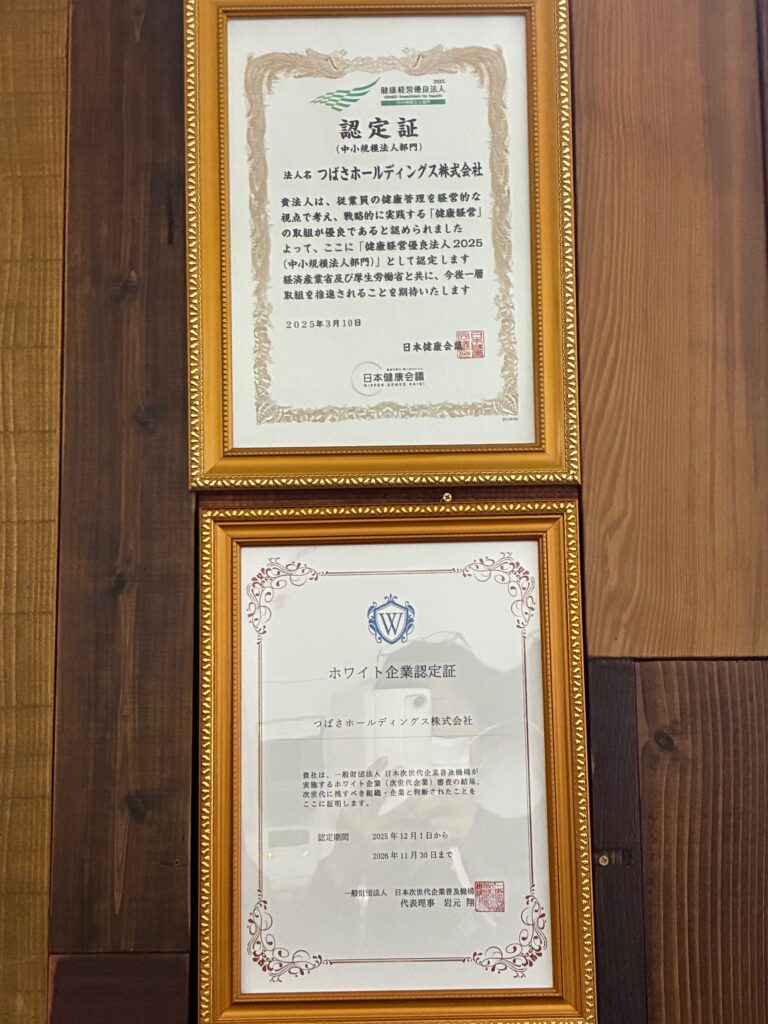 2025
健康経営優良法人
KENKO Investment for Health
中小規模法人部門
認定証
(中小規模法人部門)
法人名 つばさホールディングス株式会社
貴法人は、従業員の健康管理を経営的な
視点で考え、戦略的に実践する「健康経営」
の取組が優良であると認められました
よって、ここに「健康経営優良法人2025
(中小規模法人部門)」として認定します
経済産業省及び厚生労働省と共に、今後一層
取組を推進されることを期待いたします
2025年3月10日
日本健康会議
日本健康会議
NIPPON KENKO KAIGI
W
ホワイト企業認定証
つばさホールディングス株式会社
貴社は、一般財団法人 日本次世代企業普及機構が
実施するホワイト企業(次世代企業)審査の結果、
次世代に残すべき組織・企業と判断されたことを
ここに証明します。
認定期間 2025年12月1日から
2026年11月30日まで
一般財団法人 日本次世代企業普及機構
代表理事 岩元 翔